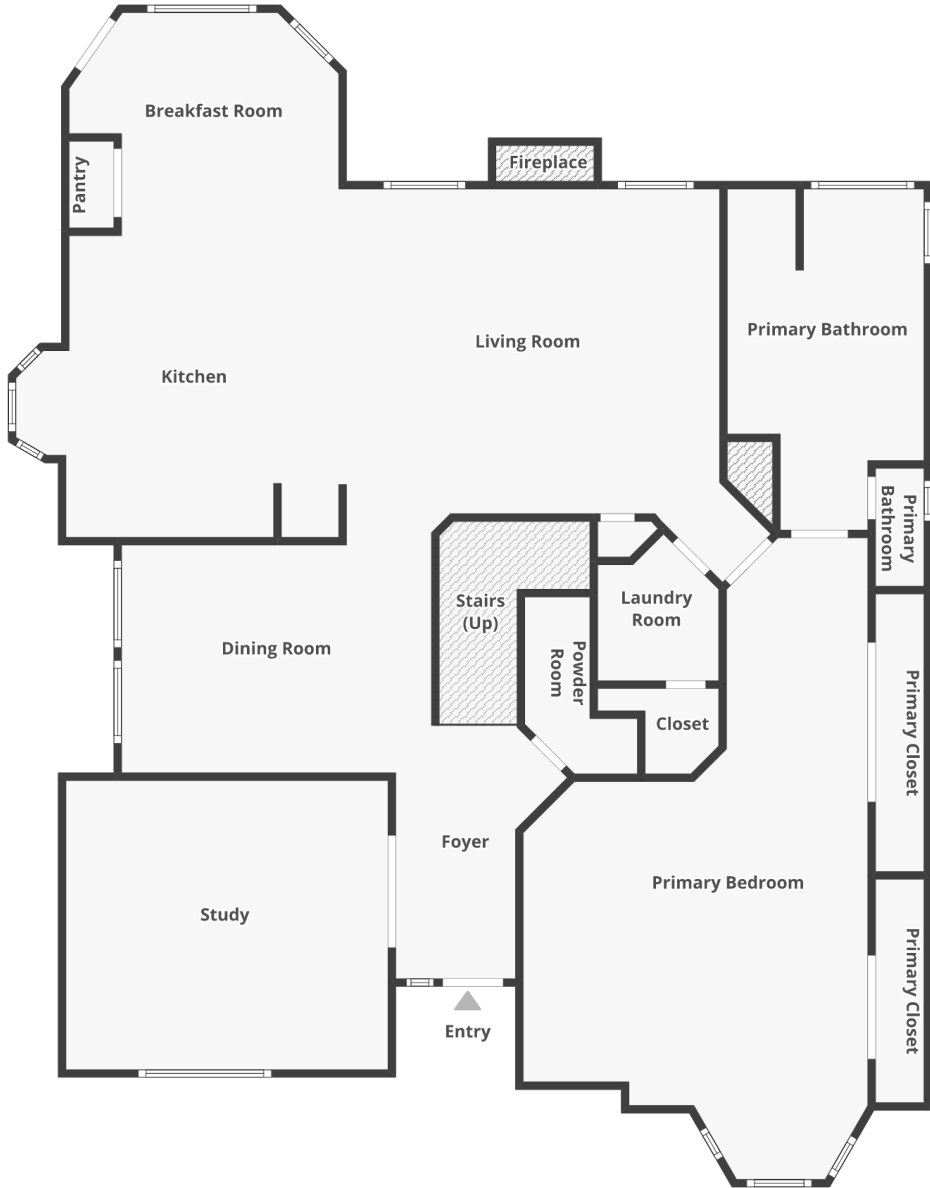 Breakfast Room
Fireplace
Pantry
Primary Bathroom
Living Room
Kitchen
Primary
Bathroom
Stairs
(Up)
Laundry
Room
Dining Room
Powder
Room
Primary Closet
Closet
Foyer
Primary Bedroom
Study
Primary Closet
Entry